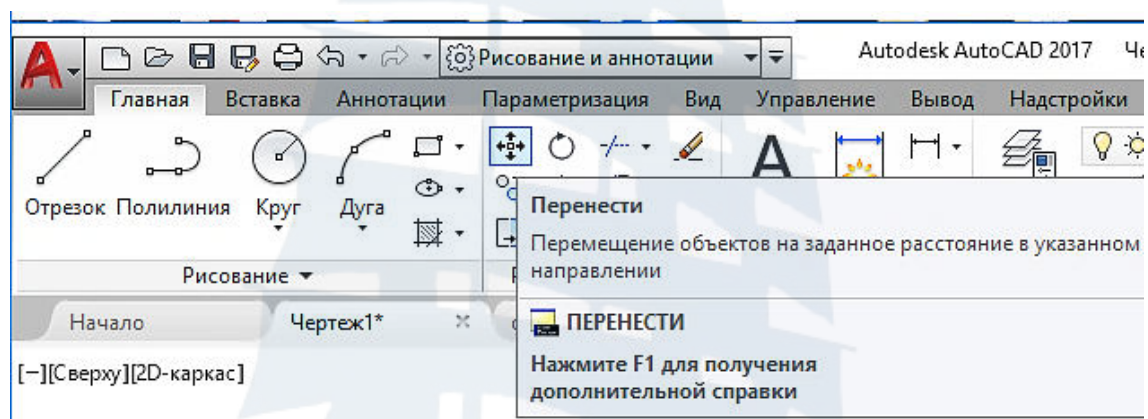 Рисование и аннотации
Autodesk AutoCAD 2017
Главная Вставка Аннотации Параметризация Вид Управление Вывод Надстройки
Отрезок Полилиния Круг Дуга
Рисование
Перенести
Перемещение объектов на заданное расстояние в указанном
направлении
ПЕРЕНЕСТИ
Нажмите F1 для получения
дополнительной справки
Начало Чертеж1*
[−][Сверху][2D-каркас]